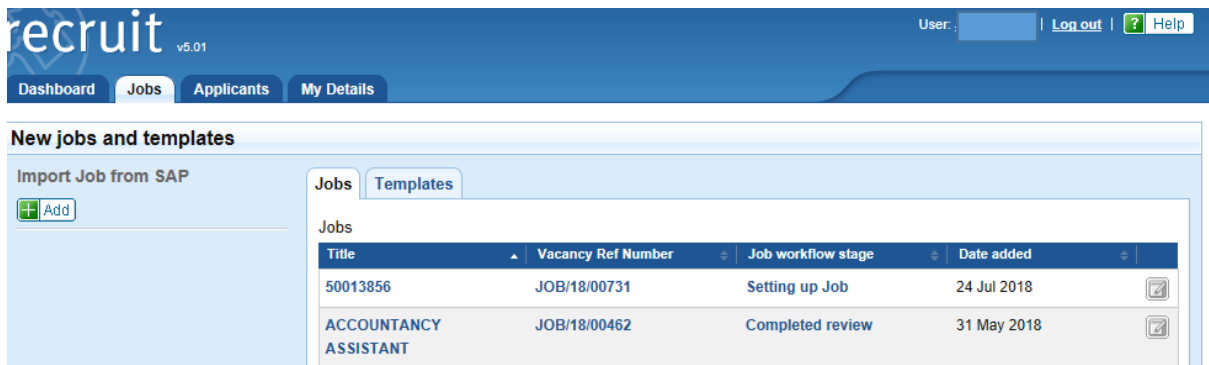 recruit v5.01
User: | Log out | ? Help
Dashboard Jobs Applicants My Details
New jobs and templates
Import Job from SAP
Add
Jobs Templates
Jobs
Title Vacancy Ref Number Job workflow stage Date added
50013856 JOB/18/00731 Setting up Job 24 Jul 2018
ACCOUNTANCY JOB/18/00462 Completed review 31 May 2018
ASSISTANT